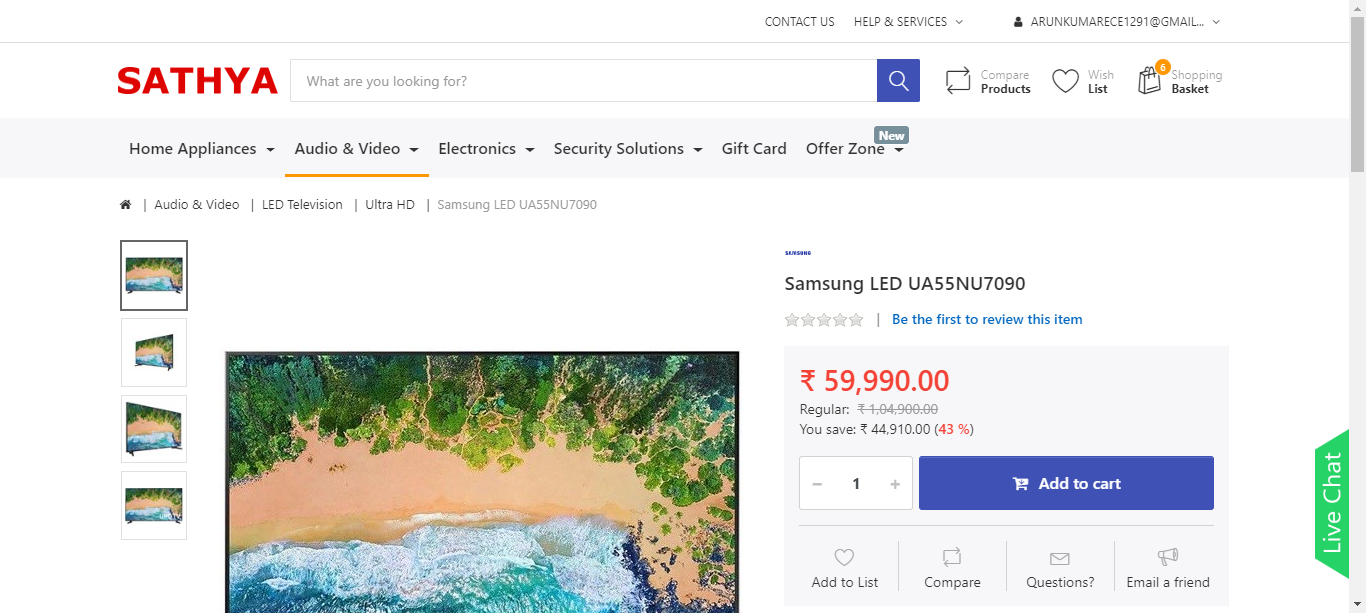 CONTACT US HELP & SERVICES ARUNKUMARECE1291@GMAIL...
SATHYA
What are you looking for?
Compare
Products
Wish
List
6
Shopping
Basket
Home Appliances Audio & Video Electronics Security Solutions Gift Card Offer Zone New
| Audio & Video | LED Television | Ultra HD | Samsung LED UA55NU7090
SAMSUNG
Samsung LED UA55NU7090
| Be the first to review this item
₹ 59,990.00
Regular: ₹ 1,04,900.00
You save: ₹ 44,910.00 (43 %)
− 1 + Add to cart
Add to List Compare Questions? Email a friend
Live Chat